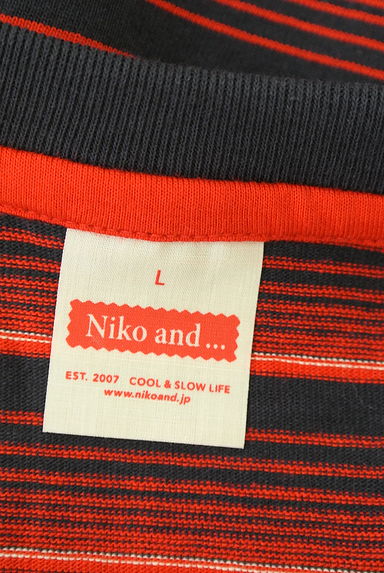 L
Niko and ...
EST. 2007 COOL & SLOW LIFE
www.nikoand.jp